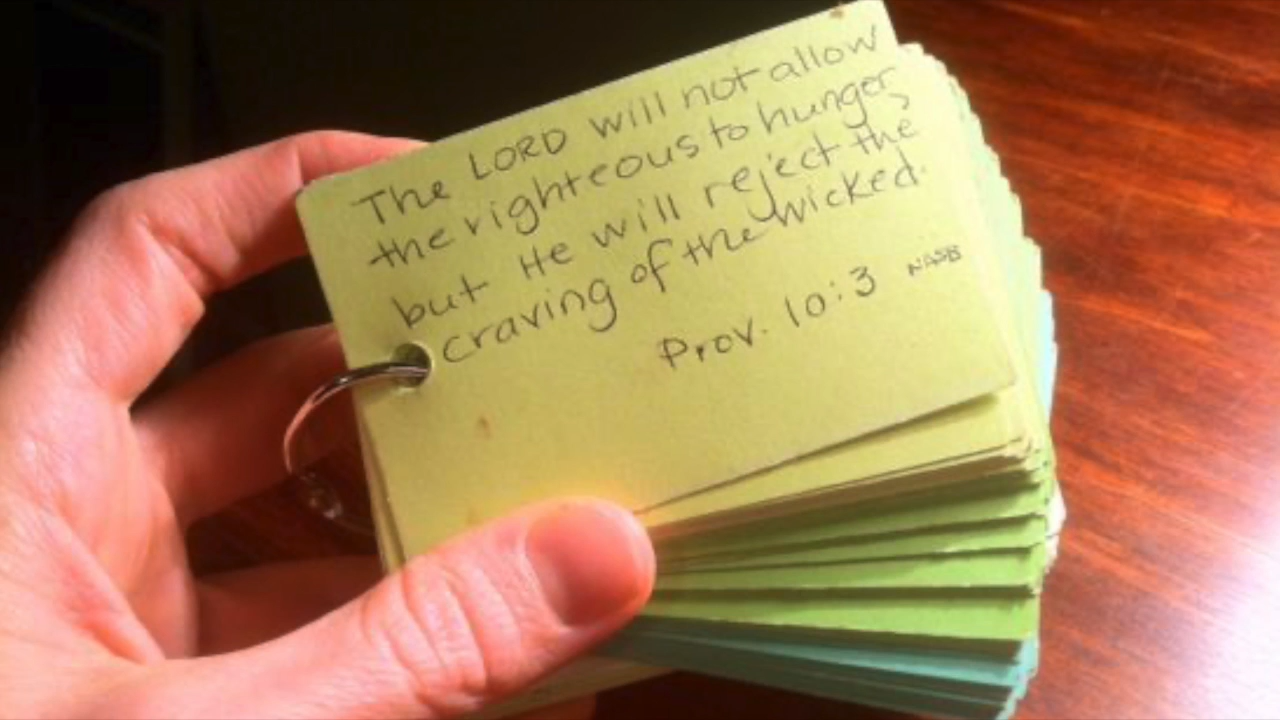 The LORD will not allow
the righteous to hunger,
but He will reject the
craving of the wicked.
Prov. 10:3 NASB